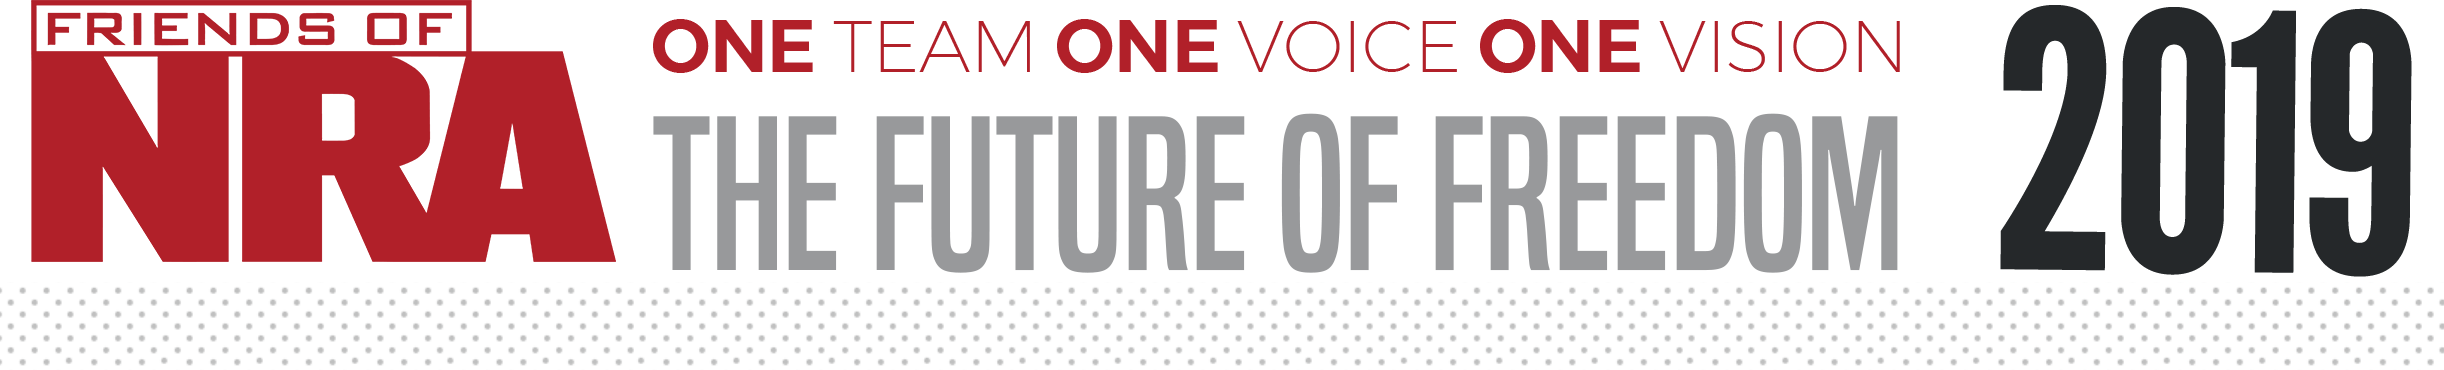 FRIENDS OF
NRA
ONE TEAM ONE VOICE ONE VISION
THE FUTURE OF FREEDOM
2019